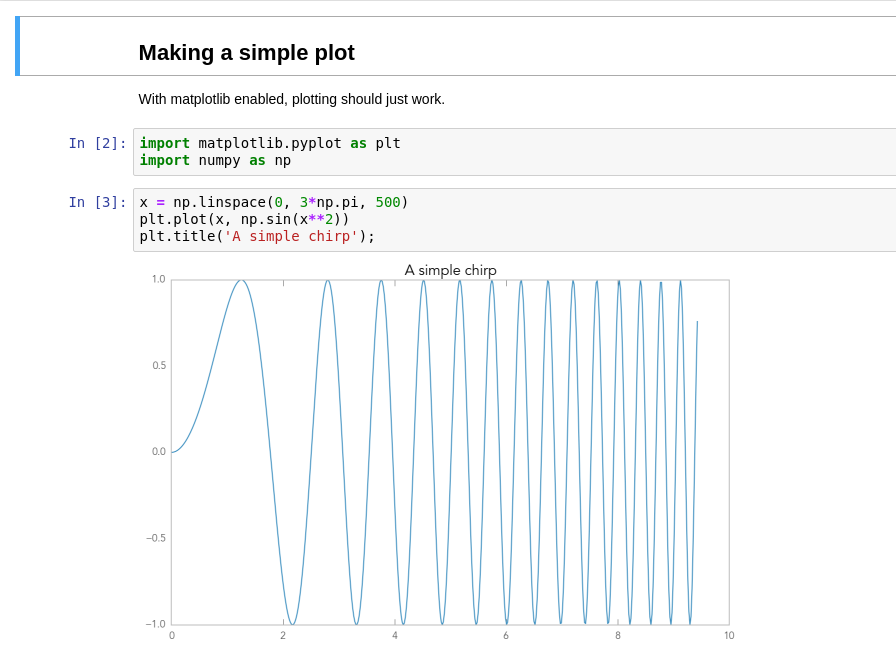 Making a simple plot
With matplotlib enabled, plotting should just work.
In [2]: import matplotlib.pyplot as plt
import numpy as np
In [3]: x = np.linspace(0, 3*np.pi, 500)
plt.plot(x, np.sin(x**2))
plt.title('A simple chirp');
A simple chirp
1.0
0.5
0.0
−0.5
−1.0
0 2 4 6 8 10